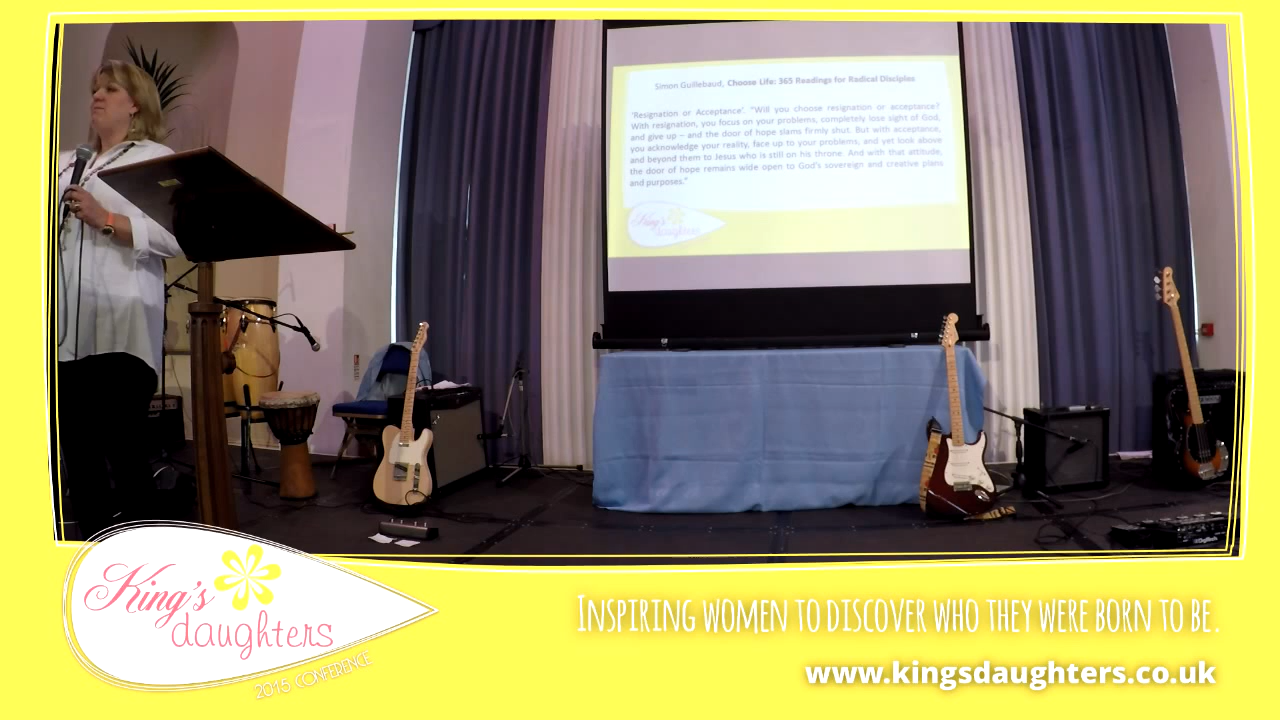 Simon Guillebaud, Choose Life: 365 Readings for Radical Disciples
'Resignation or Acceptance'. "Will you choose resignation or acceptance?
With resignation, you focus on your problems, completely lose sight of God,
and give up – and the door of hope slams firmly shut. But with acceptance,
you acknowledge your reality, face up to your problems, and yet look above
and beyond them to Jesus who is still on his throne. And with that attitude,
the door of hope remains wide open to God's sovereign and creative plans
and purposes."
King's
daughters
King's
daughters
2015 CONFERENCE
INSPIRING WOMEN TO DISCOVER WHO THEY WERE BORN TO BE.
www.kingsdaughters.co.uk